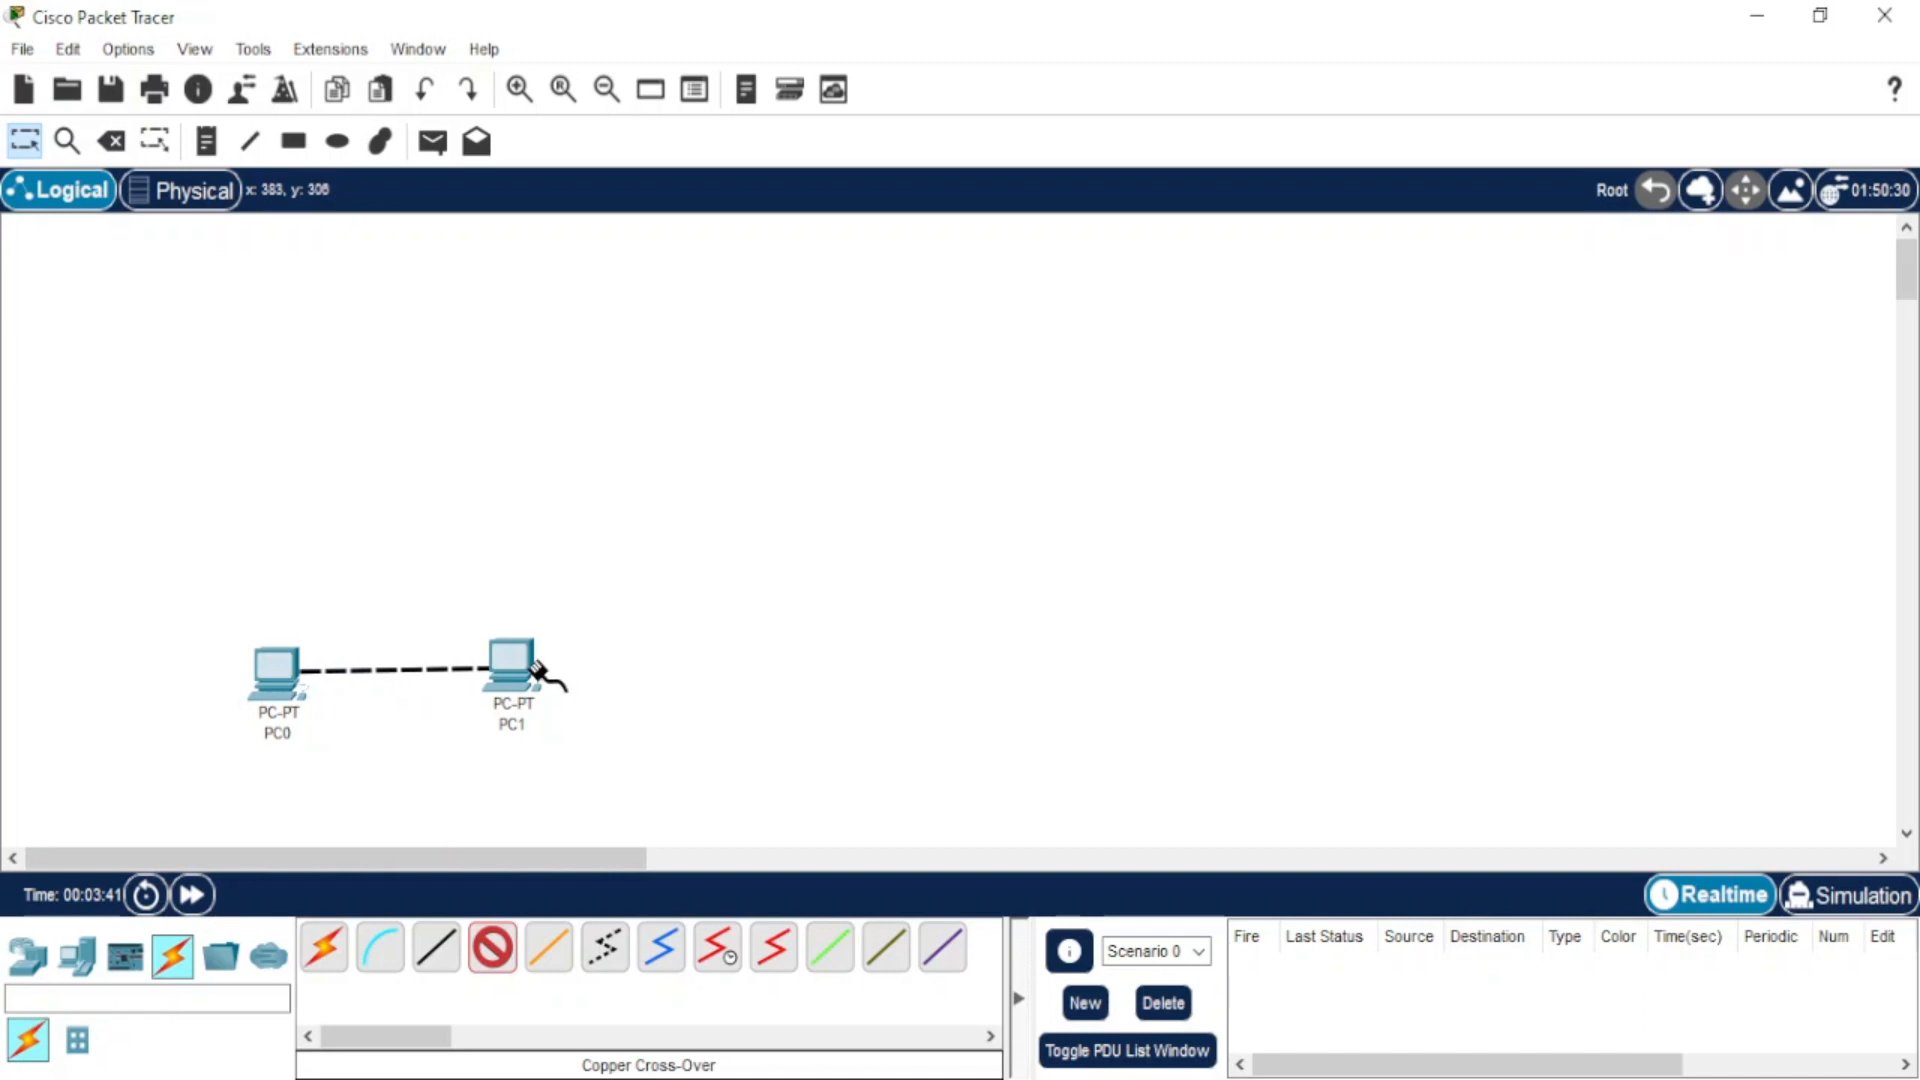 Cisco Packet Tracer
File Edit Options View Tools Extensions Window Help
?
Logical Physical x: 383, y: 306 Root 01:50:30
PC-PT
PC0
PC-PT
PC1
Time: 00:03:41 Realtime Simulation
Scenario 0
New Delete
Toggle PDU List Window
Fire Last Status Source Destination Type Color Time(sec) Periodic Num Edit
Copper Cross-Over